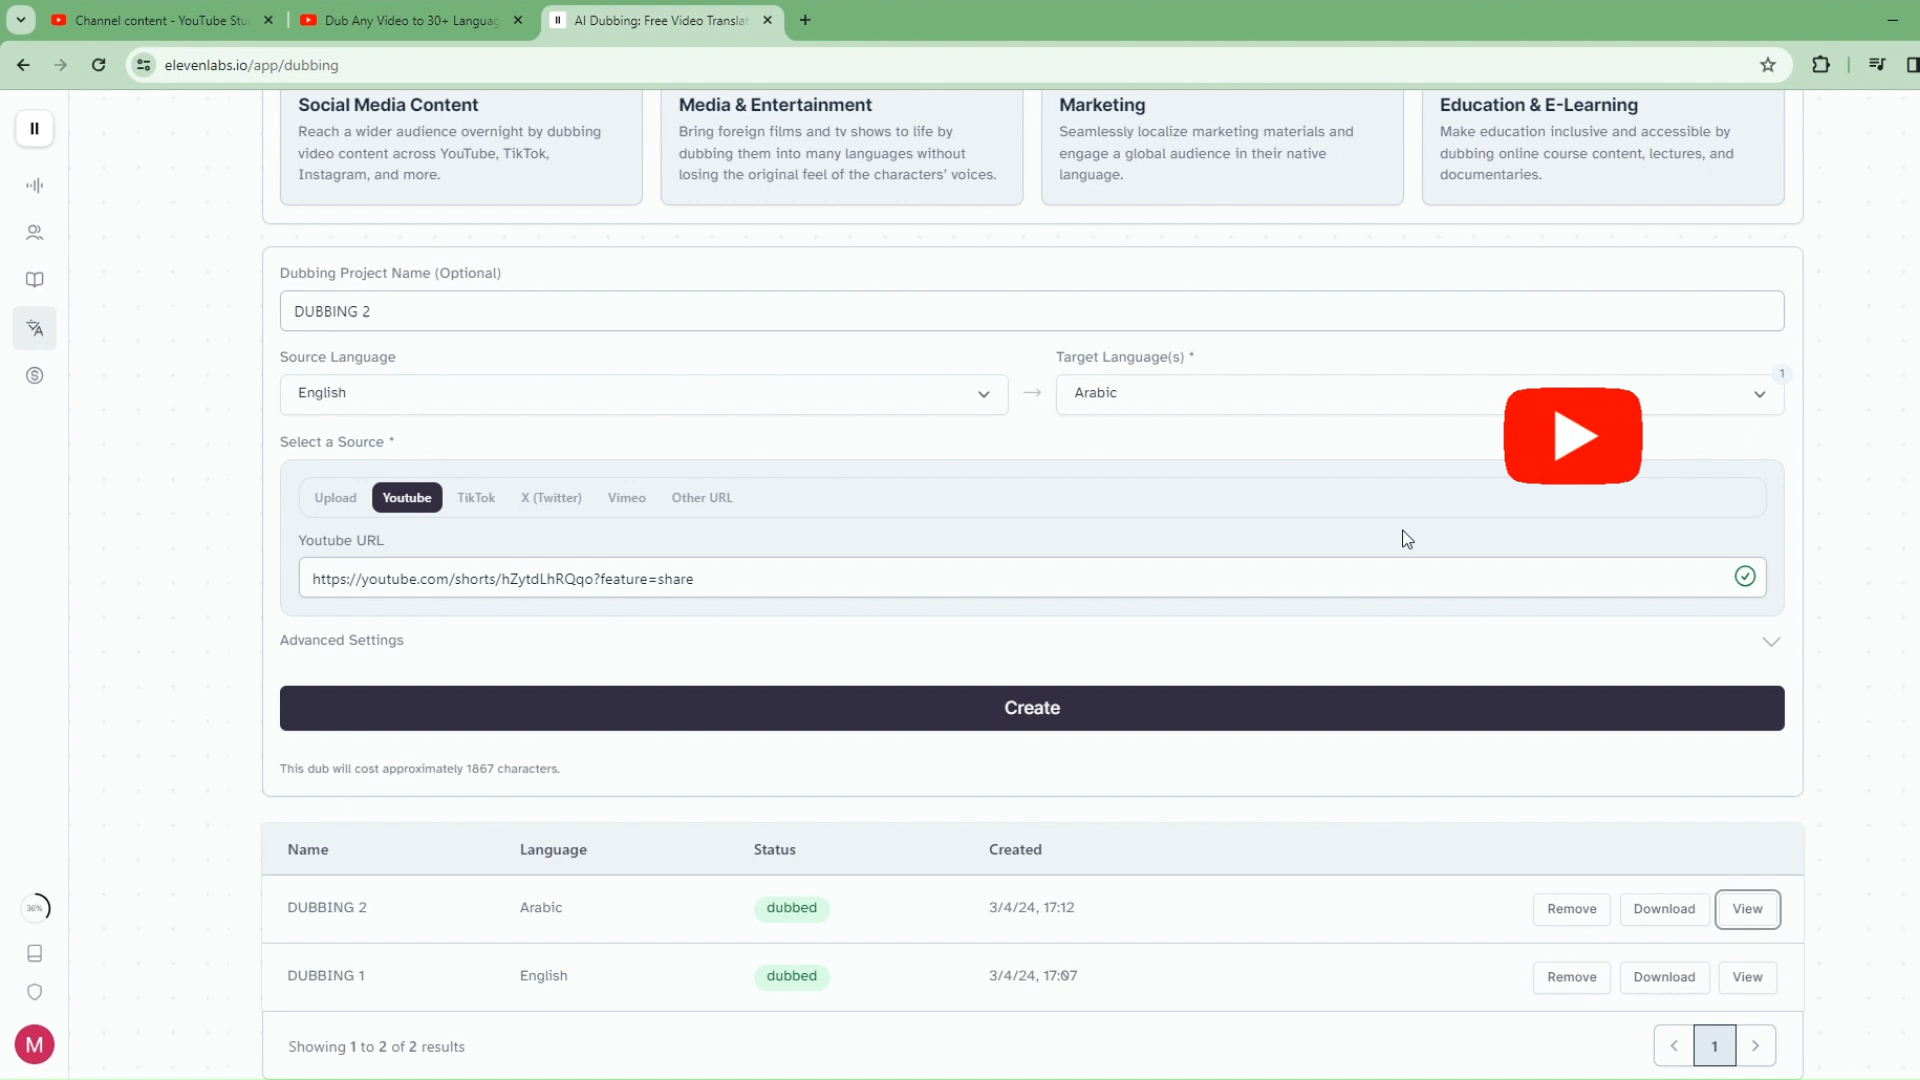 Channel content - YouTube Stu
Dub Any Video to 30+ Languag
AI Dubbing: Free Video Translat
elevenlabs.io/app/dubbing
Social Media Content
Reach a wider audience overnight by dubbing
video content across YouTube, TikTok,
Instagram, and more.
Media & Entertainment
Bring foreign films and tv shows to life by
dubbing them into many languages without
losing the original feel of the characters’ voices.
Marketing
Seamlessly localize marketing materials and
engage a global audience in their native
language.
Education & E-Learning
Make education inclusive and accessible by
dubbing online course content, lectures, and
documentaries.
Dubbing Project Name (Optional)
DUBBING 2
Source Language
English
Target Language(s) *
1
Arabic
Select a Source *
Upload Youtube TikTok X (Twitter) Vimeo Other URL
Youtube URL
https://youtube.com/shorts/hZytdLhRQqo?feature=share
Advanced Settings
Create
This dub will cost approximately 1867 characters.
Name Language Status Created
DUBBING 2 Arabic dubbed 3/4/24, 17:12 Remove Download View
DUBBING 1 English dubbed 3/4/24, 17:07 Remove Download View
Showing 1 to 2 of 2 results
1
36%
M